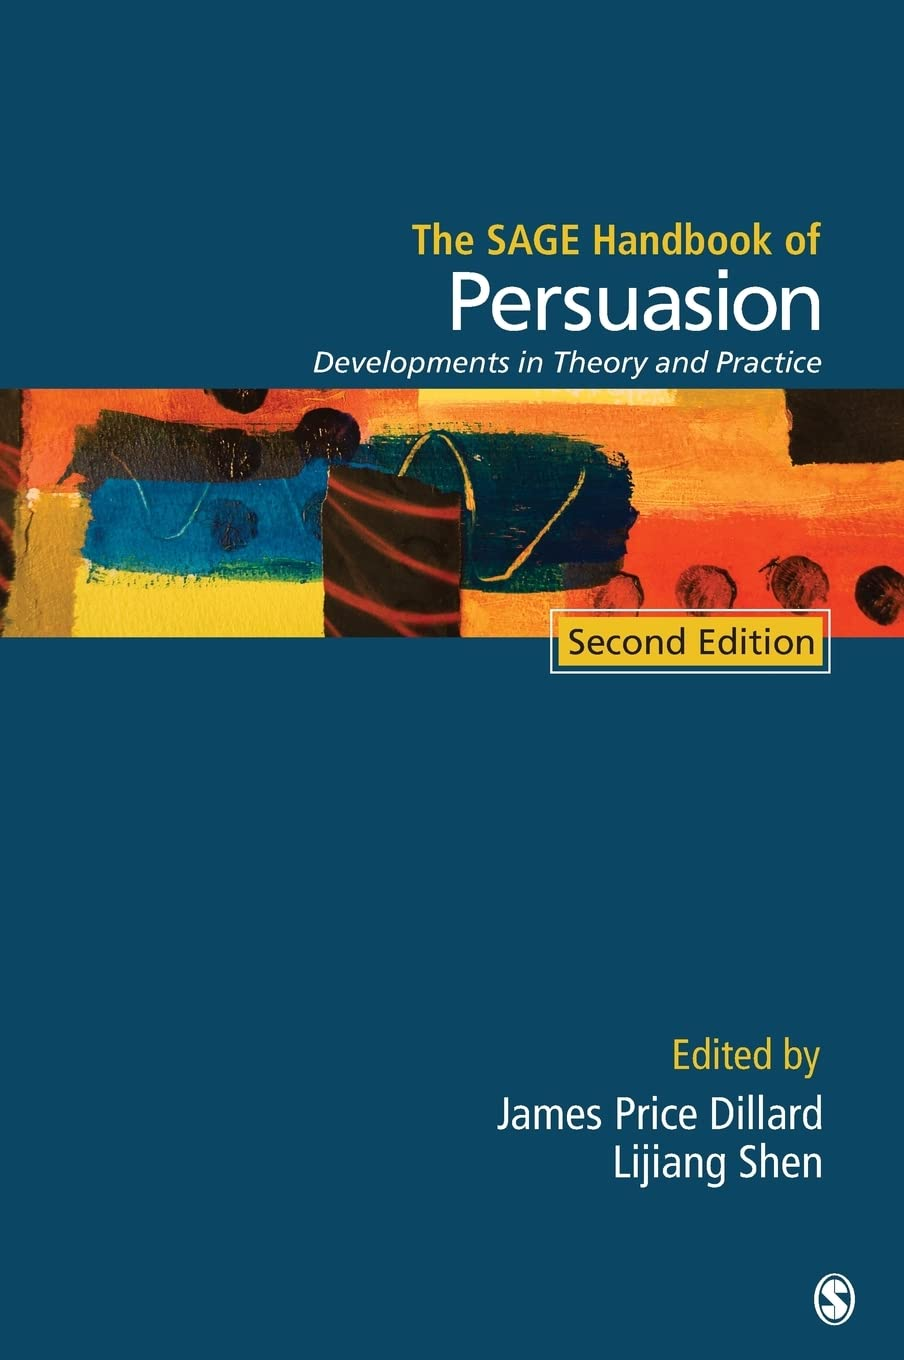 The SAGE Handbook of
Persuasion
Developments in Theory and Practice
Second Edition
Edited by
James Price Dillard
Lijiang Shen
S